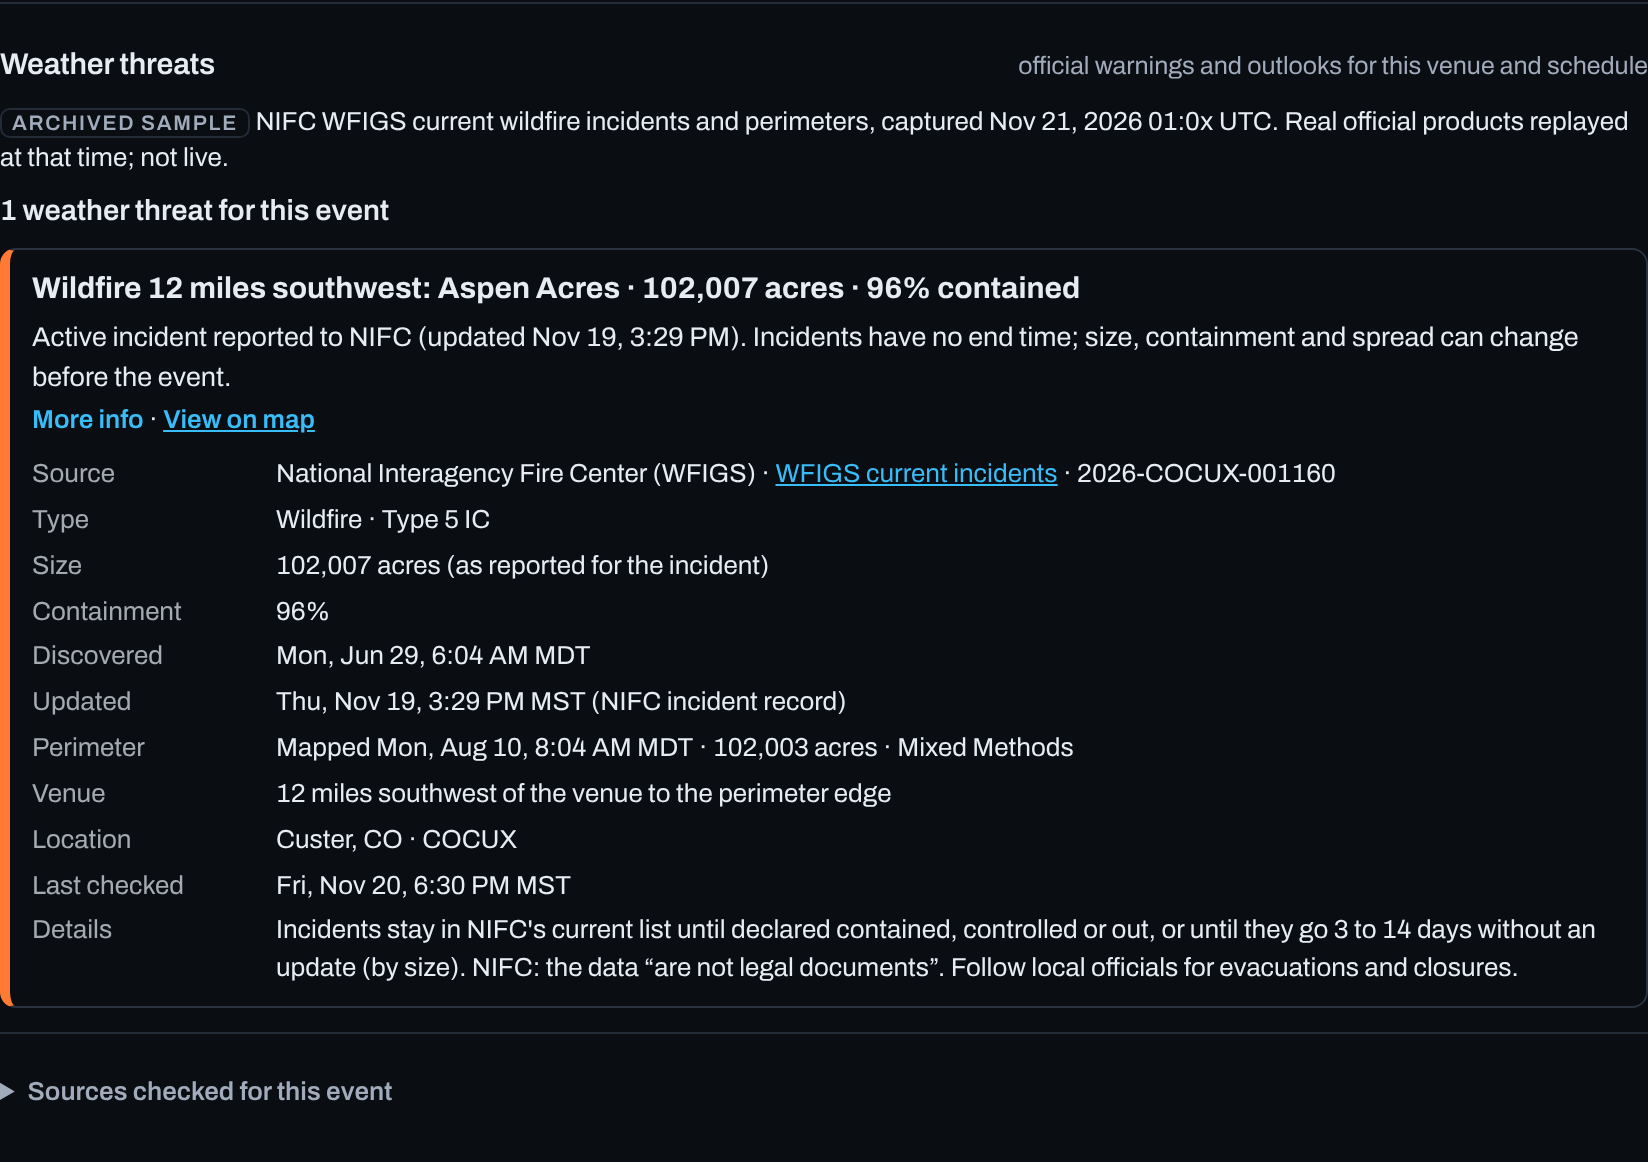 Weather threats
official warnings and outlooks for this venue and schedule
ARCHIVED SAMPLE NIFC WFIGS current wildfire incidents and perimeters, captured Nov 21, 2026 01:0x UTC. Real official products replayed
at that time; not live.
1 weather threat for this event
Wildfire 12 miles southwest: Aspen Acres · 102,007 acres · 96% contained
Active incident reported to NIFC (updated Nov 19, 3:29 PM). Incidents have no end time; size, containment and spread can change
before the event.
More info · View on map
Source National Interagency Fire Center (WFIGS) · WFIGS current incidents · 2026-COCUX-001160
Type Wildfire · Type 5 IC
Size 102,007 acres (as reported for the incident)
Containment 96%
Discovered Mon, Jun 29, 6:04 AM MDT
Updated Thu, Nov 19, 3:29 PM MST (NIFC incident record)
Perimeter Mapped Mon, Aug 10, 8:04 AM MDT · 102,003 acres · Mixed Methods
Venue 12 miles southwest of the venue to the perimeter edge
Location Custer, CO · COCUX
Last checked Fri, Nov 20, 6:30 PM MST
Details Incidents stay in NIFC's current list until declared contained, controlled or out, or until they go 3 to 14 days without an
update (by size). NIFC: the data “are not legal documents”. Follow local officials for evacuations and closures.
Sources checked for this event